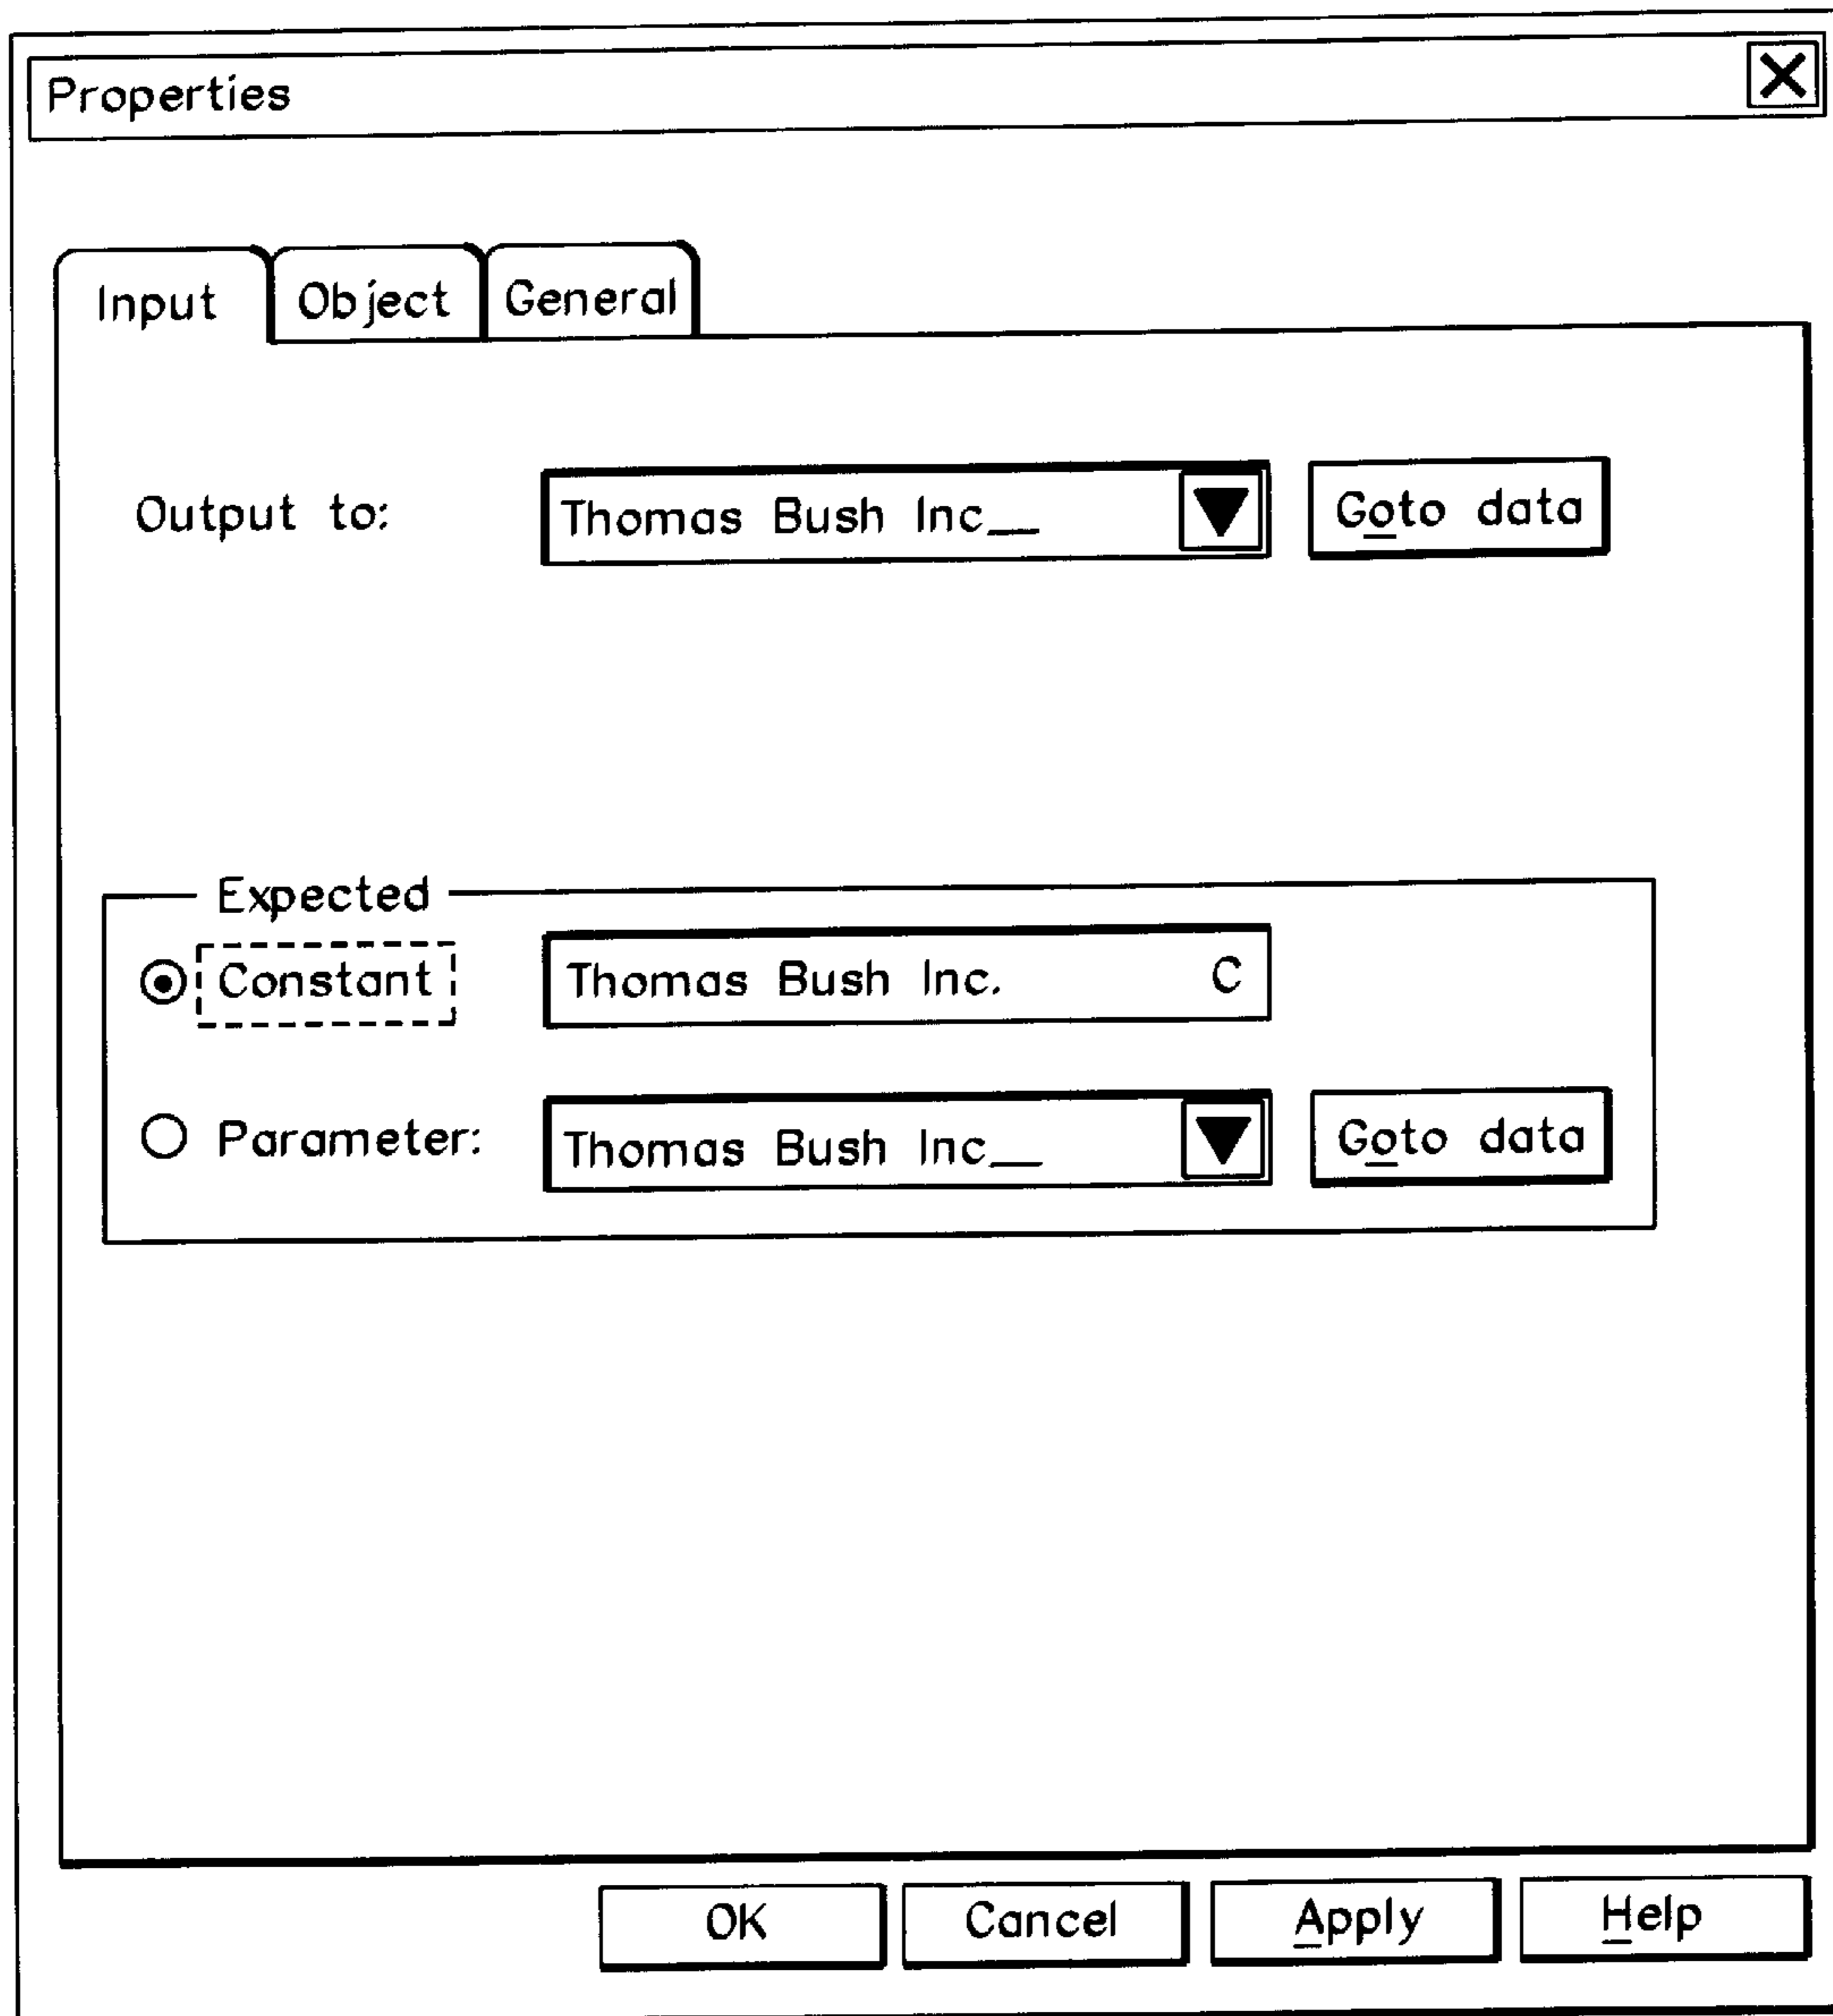 Properties
Input Object General
Output to: Thomas Bush Inc__ Goto data
Expected
Constant Thomas Bush Inc. C
Parameter: Thomas Bush Inc__ Goto data
OK Cancel Apply Help